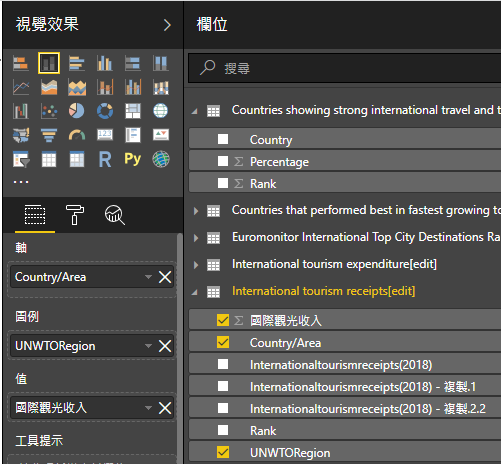 視覺效果
R
Py
...
軸
Country/Area
圖例
UNWTORegion
值
國際觀光收入
工具提示
欄位
搜尋
Countries showing strong international travel and t
Country
Σ Percentage
Σ Rank
Countries that performed best in fastest growing to
Euromonitor International Top City Destinations Ra
International tourism expenditure[edit]
International tourism receipts[edit]
Σ 國際觀光收入
Country/Area
Internationaltourismreceipts(2018)
Internationaltourismreceipts(2018) - 複製.1
Internationaltourismreceipts(2018) - 複製.2.2
Rank
UNWTORegion